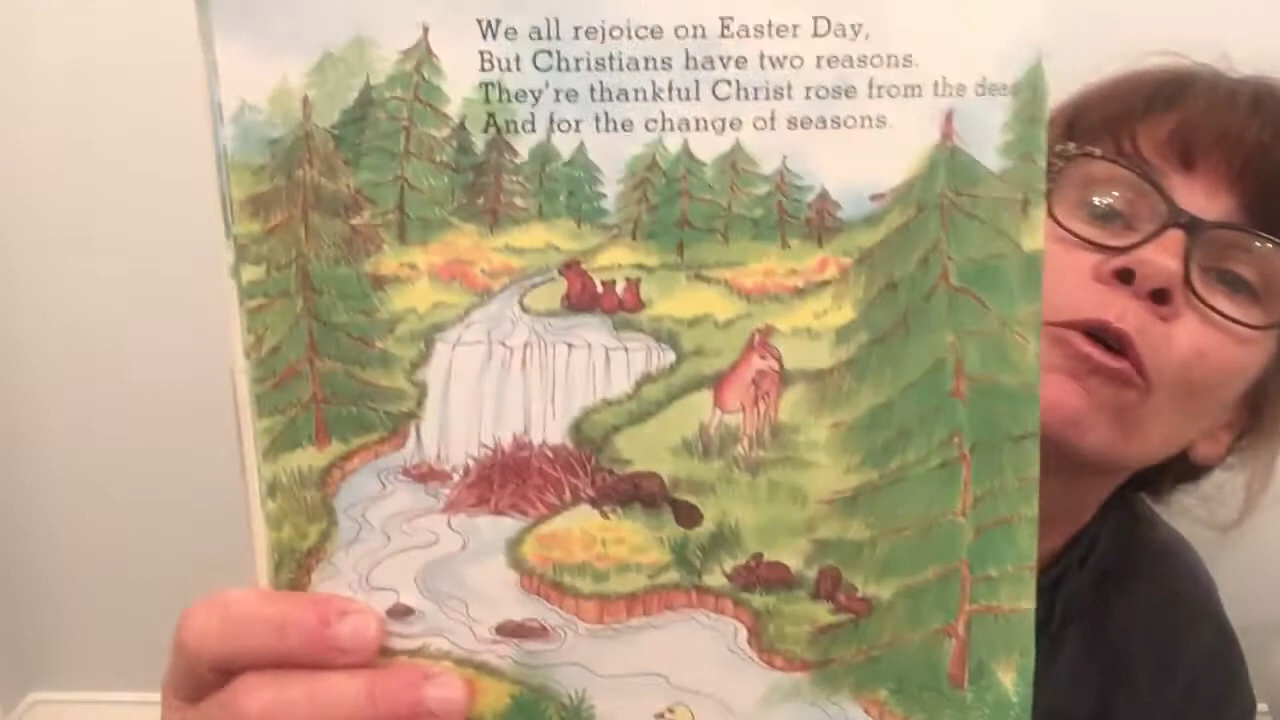 We all rejoice on Easter Day,
But Christians have two reasons.
They're thankful Christ rose from the dead
And for the change of seasons.